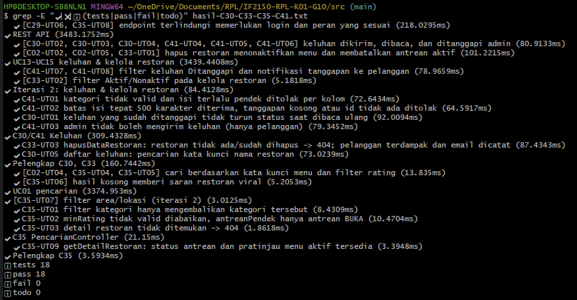 HP@DESKTOP-S88NLN1 MINGW64 ~/OneDrive/Documents/RPL/IF2150-RPL-K01-G10/src (main)
$ grep -E "✔|✖|ℹ (tests|pass|fail|todo)" hasil-C30-C33-C35-C41.txt
✔ [C29-UT06, C35-UT08] endpoint terlindungi memerlukan login dan peran yang sesuai (218.0295ms)
✔ REST API (3483.1752ms)
✔ [C30-UT02, C30-UT03, C30-UT04, C41-UT03, C41-UT04, C41-UT05, C41-UT06] keluhan dikirim, dibaca, dan ditanggapi admin (80.9133ms)
✔ [C02-UT02, C02-UT05, C33-UT01] hapus restoran menonaktifkan menu dan membatalkan antrean aktif (101.2215ms)
✔ UC13-UC15 keluhan & kelola restoran (3439.4408ms)
✔ [C41-UT07, C41-UT08] filter keluhan Ditanggapi dan notifikasi tanggapan ke pelanggan (78.9659ms)
✔ [C33-UT02] filter Aktif/Nonaktif pada kelola restoran (5.1818ms)
✔ Iterasi 2: keluhan & kelola restoran (84.4128ms)
✔ C41-UT01 kategori tidak valid dan isi terlalu pendek ditolak per kolom (72.6434ms)
✔ C41-UT02 batas isi tepat 500 karakter diterima, tanggapan kosong atau id tidak ada ditolak (64.5917ms)
✔ C30-UT01 keluhan yang sudah ditanggapi tidak turun status saat dibaca ulang (92.0094ms)
✔ C33-UT03 admin tidak boleh mengirim keluhan (hanya pelanggan) (79.3452ms)
✔ C30/C41 Keluhan (309.4328ms)
✔ C33-UT03 hapusDataRestoran: restoran tidak ada/sudah dihapus -> 404; pelanggan terdampak dan email dicatat (87.4343ms)
✔ C30-UT05 daftar keluhan: pencarian kata kunci nama restoran (73.0239ms)
✔ Pelengkap C30, C33 (160.7442ms)
✔ [C02-UT04, C35-UT04, C35-UT05] cari berdasarkan kata kunci menu dan filter rating (13.835ms)
✔ [C35-UT06] hasil kosong memberi saran restoran viral (5.2053ms)
✔ UC01 pencarian (3374.953ms)
✔ [C35-UT07] filter area/lokasi (iterasi 2) (3.0125ms)
✔ C35-UT01 filter kategori hanya mengembalikan kategori tersebut (8.4309ms)
✔ C35-UT02 minRating tidak valid diabaikan, antreanPendek hanya antrean BUKA (10.4704ms)
✔ C35-UT03 detail restoran tidak ditemukan -> 404 (1.8618ms)
✔ C35 PencarianController (21.15ms)
✔ C35-UT09 getDetailRestoran: status antrean dan pratinjau menu aktif tersedia (3.3948ms)
✔ Pelengkap C35 (3.5934ms)
ℹ tests 18
ℹ pass 18
ℹ fail 0
ℹ todo 0